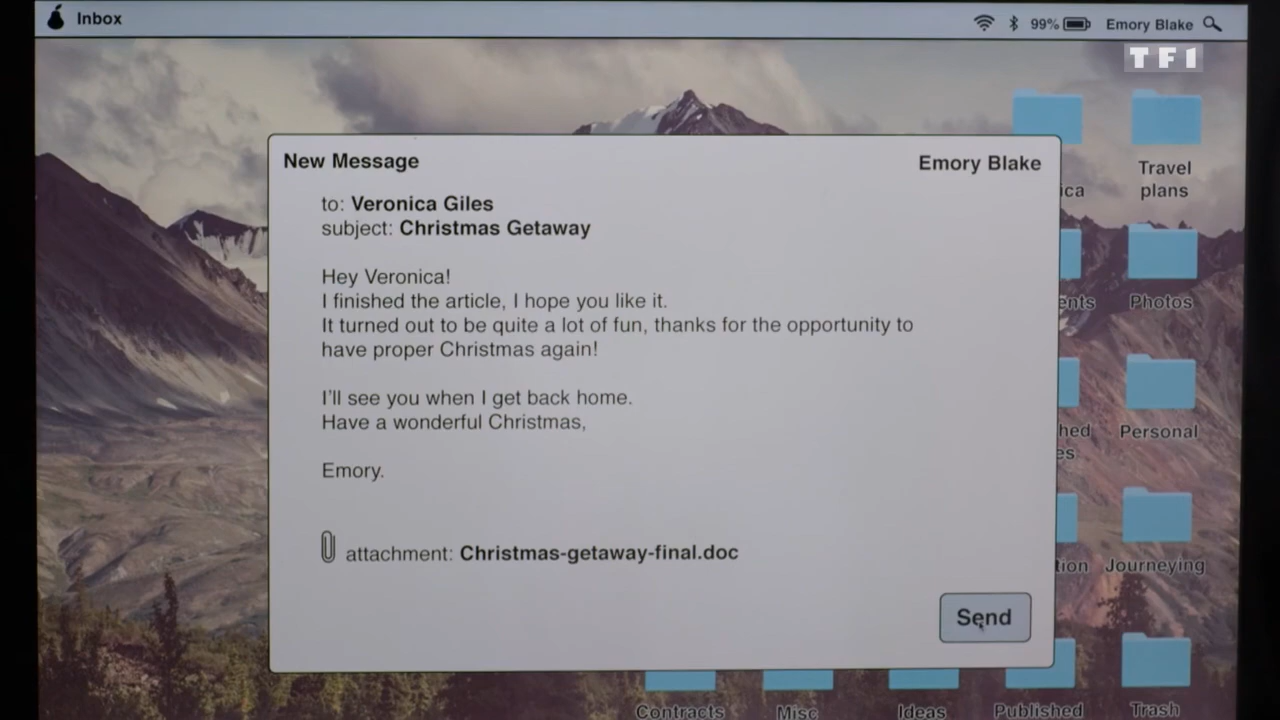 Inbox
99%
Emory Blake
TF1
New Message
Emory Blake
to: Veronica Giles
subject: Christmas Getaway
Hey Veronica!
I finished the article, I hope you like it.
It turned out to be quite a lot of fun, thanks for the opportunity to
have proper Christmas again!
I'll see you when I get back home.
Have a wonderful Christmas,
Emory.
attachment: Christmas-getaway-final.doc
Send
Travel
plans
Photos
Personal
Journeying
Contracts
Misc
Ideas
Published
Trash